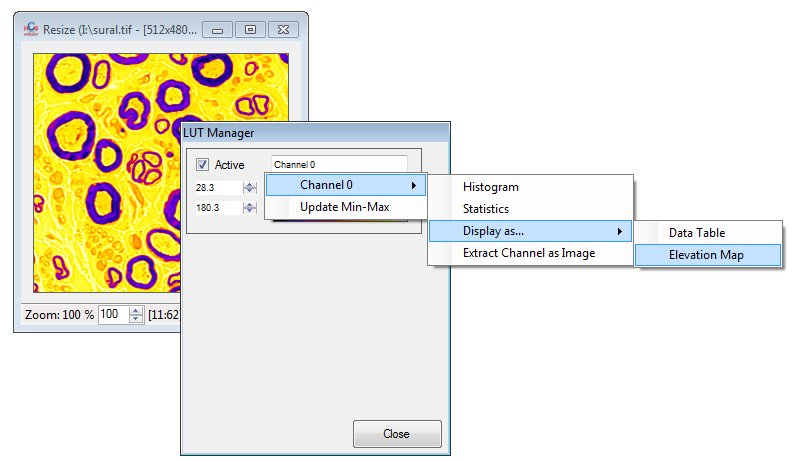 Resize (I:\sural.tif - [512x480...
LUT Manager
Active
Channel 0
28.3
180.3
Channel 0
Update Min-Max
Histogram
Statistics
Display as...
Extract Channel as Image
Data Table
Elevation Map
Zoom: 100 %
100
[11:62
Close